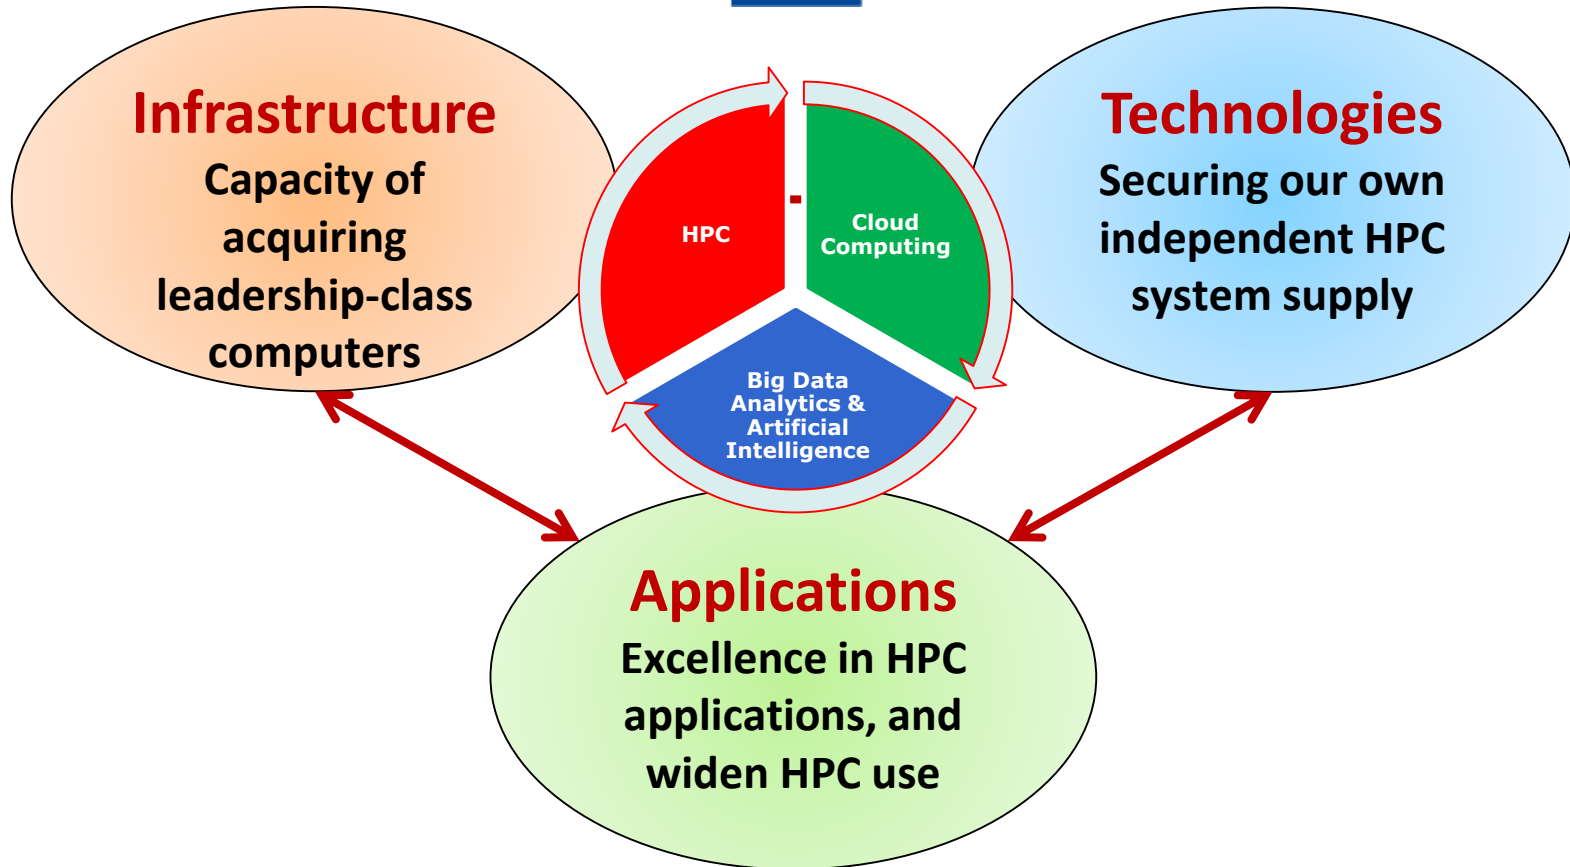 Infrastructure
Capacity of
acquiring
leadership-class
computers
HPC
-
Cloud
Computing
Big Data
Analytics &
Artificial
Intelligence
Technologies
Securing our own
independent HPC
system supply
Applications
Excellence in HPC
applications, and
widen HPC use